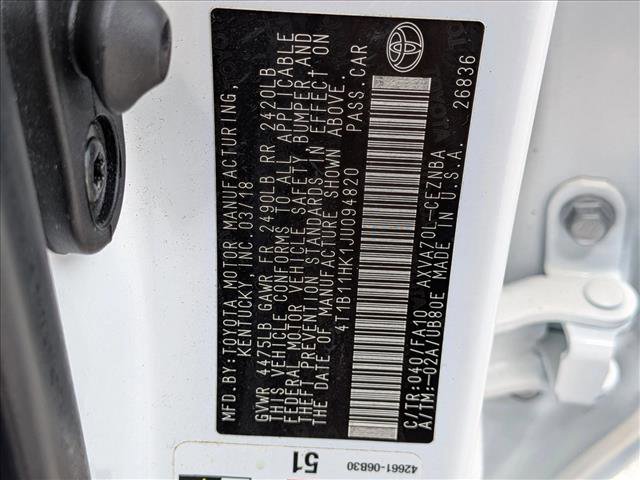 MFD.BY:TOYOTA MOTOR MANUFACTURING,
KENTUCKY, INC. 03/18
GVWR 4475LB GAWR FR 2490LB RR 2420LB
THIS VEHICLE CONFORMS TO ALL APPLICABLE
FEDERAL MOTOR VEHICLE SAFETY, BUMPER AND
THEFT PREVENTION STANDARDS IN EFFECT ON
THE DATE OF MANUFACTURE SHOWN ABOVE.
4T1B11HK1JU094820 PASS. CAR
C/TR:040/FA10 AXVA70L-CEZNBA
A/TM:-02A/UB80E MADE IN U.S.A.
26836
51
42661-06B30